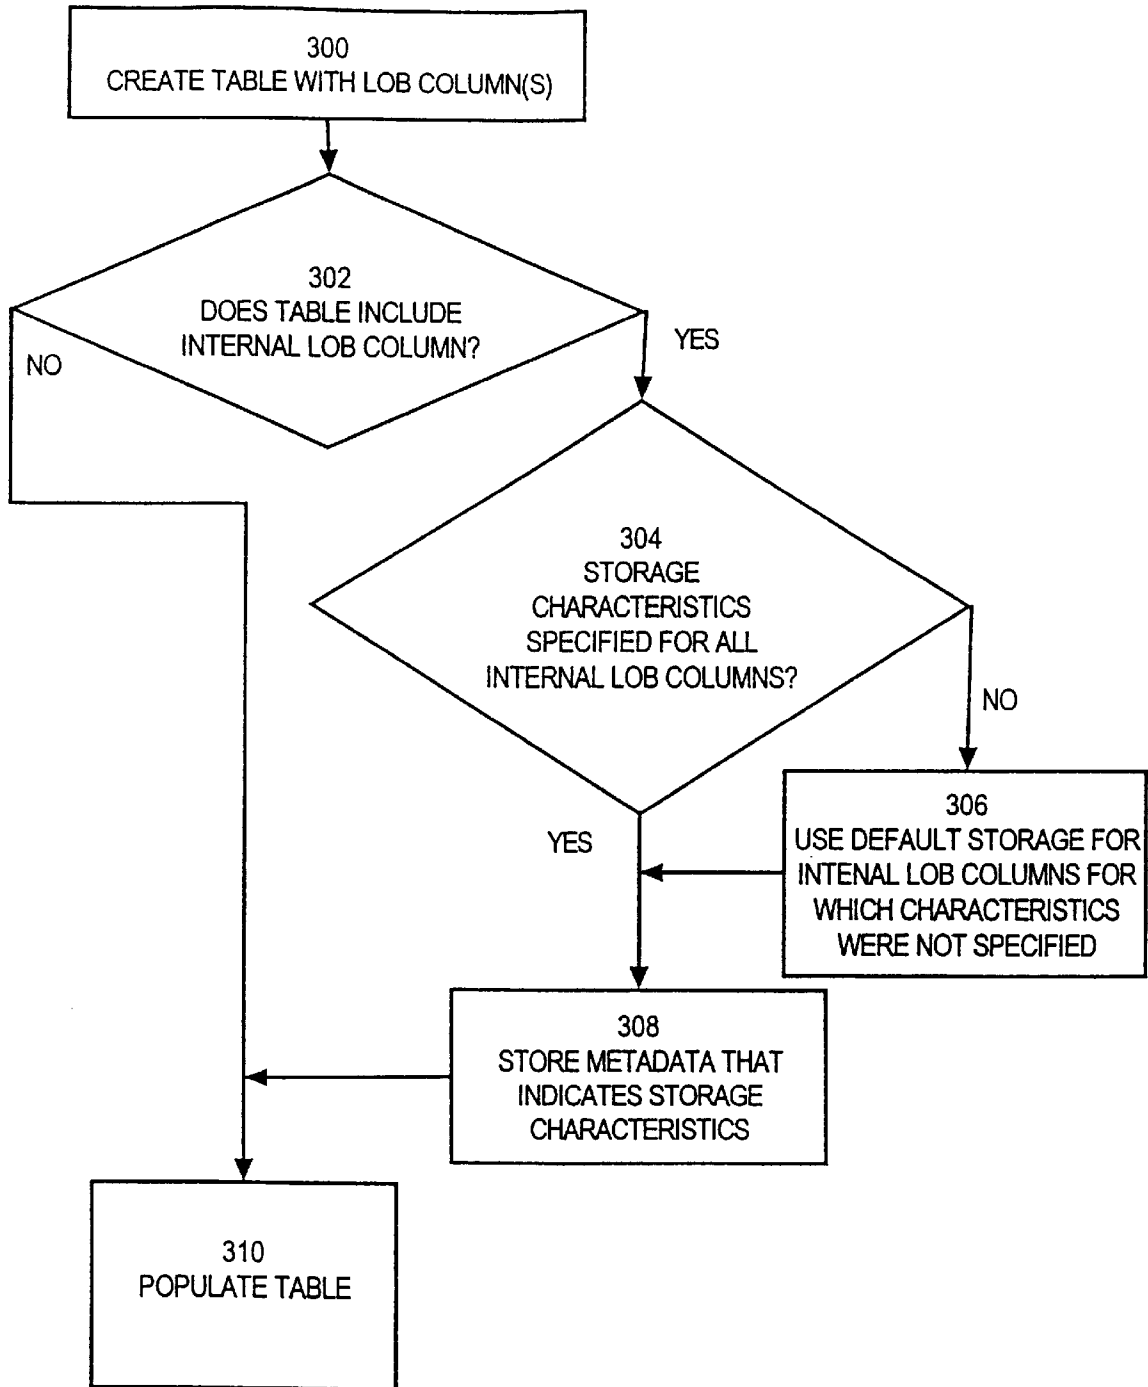 300
CREATE TABLE WITH LOB COLUMN(S)
302
DOES TABLE INCLUDE
INTERNAL LOB COLUMN?
NO
YES
304
STORAGE
CHARACTERISTICS
SPECIFIED FOR ALL
INTERNAL LOB COLUMNS?
NO
YES
306
USE DEFAULT STORAGE FOR
INTENAL LOB COLUMNS FOR
WHICH CHARACTERISTICS
WERE NOT SPECIFIED
308
STORE METADATA THAT
INDICATES STORAGE
CHARACTERISTICS
310
POPULATE TABLE